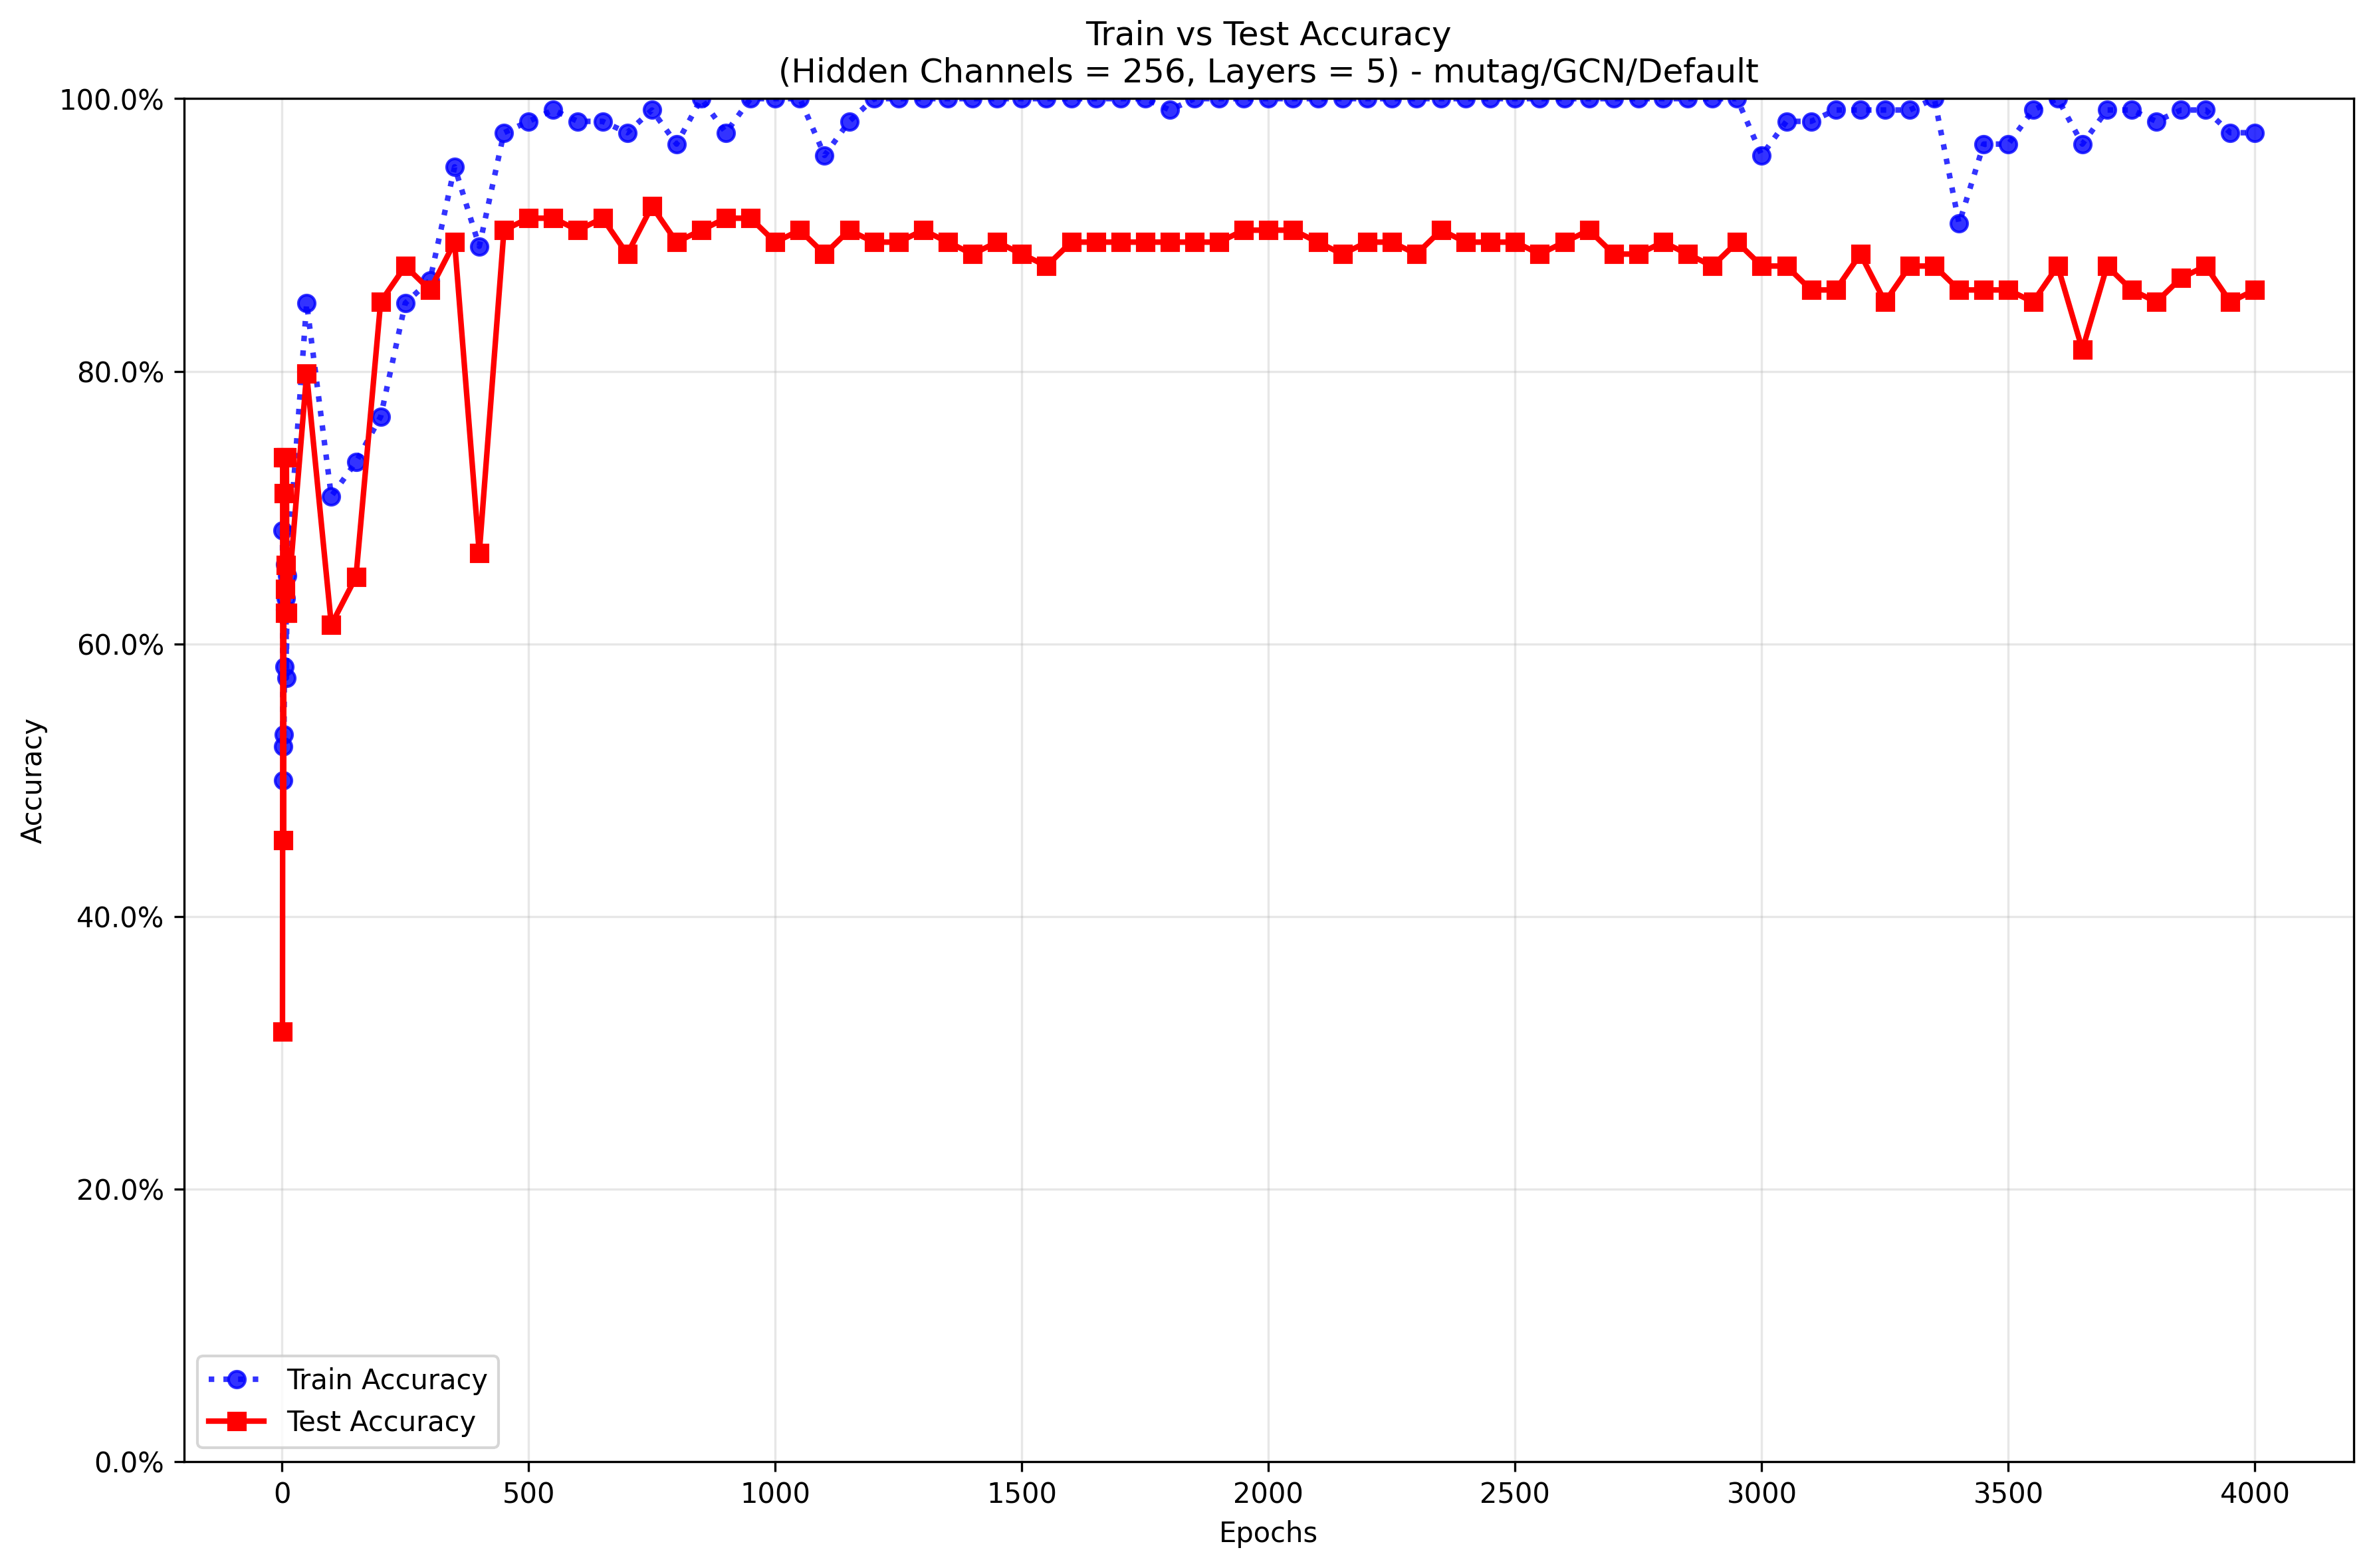 Train vs Test Accuracy
(Hidden Channels = 256, Layers = 5) - mutag/GCN/Default
100.0%
80.0%
60.0%
40.0%
20.0%
0.0%
Accuracy
Train Accuracy
Test Accuracy
0 500 1000 1500 2000 2500 3000 3500 4000
Epochs